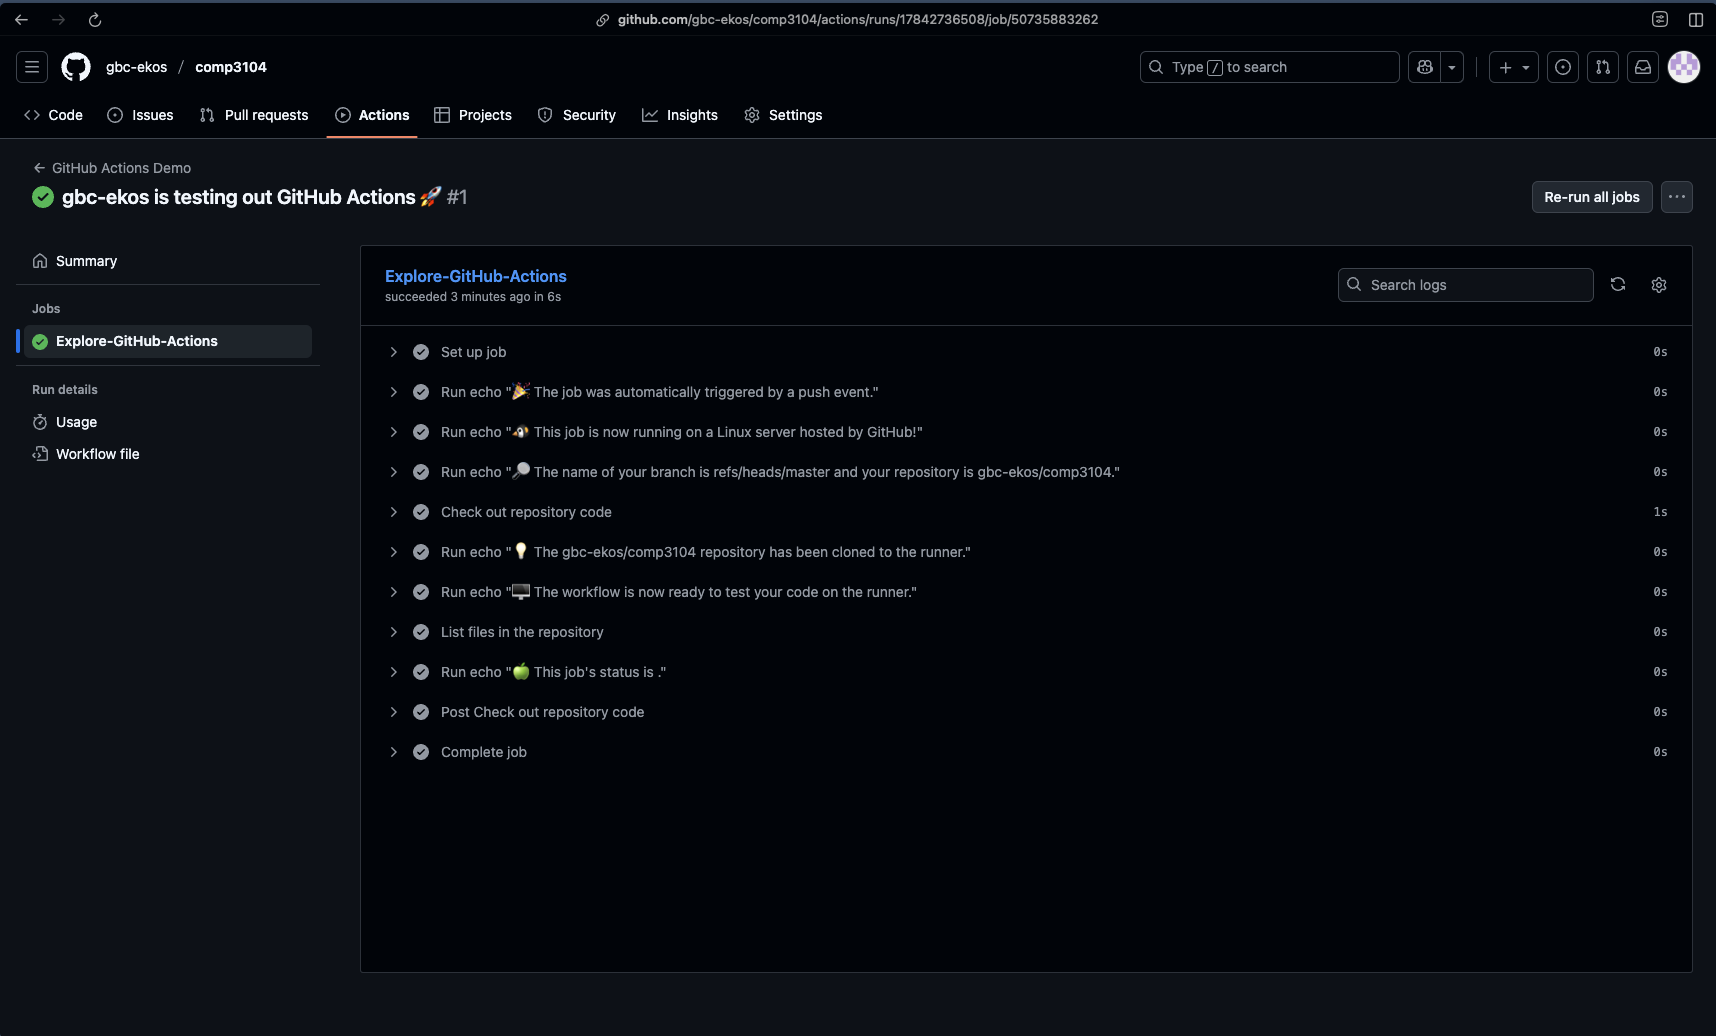 github.com/gbc-ekos/comp3104/actions/runs/17842736508/job/50735883262
gbc-ekos / comp3104
Type / to search
Code Issues Pull requests Actions Projects Security Insights Settings
← GitHub Actions Demo
gbc-ekos is testing out GitHub Actions 🚀 #1
Re-run all jobs
Summary
Jobs
Explore-GitHub-Actions
Run details
Usage
Workflow file
Explore-GitHub-Actions
succeeded 3 minutes ago in 6s
Search logs
Set up job 0s
Run echo "🎉 The job was automatically triggered by a push event." 0s
Run echo "🐧 This job is now running on a Linux server hosted by GitHub!" 0s
Run echo "🔎 The name of your branch is refs/heads/master and your repository is gbc-ekos/comp3104." 0s
Check out repository code 1s
Run echo "💡 The gbc-ekos/comp3104 repository has been cloned to the runner." 0s
Run echo "🖥️ The workflow is now ready to test your code on the runner." 0s
List files in the repository 0s
Run echo "🍏 This job's status is ." 0s
Post Check out repository code 0s
Complete job 0s